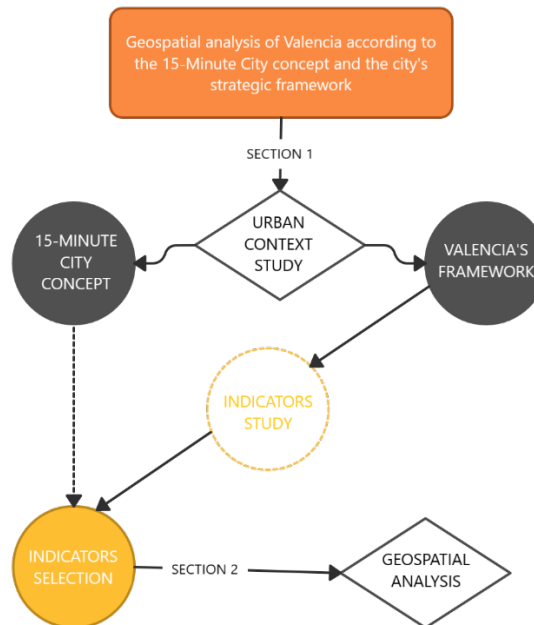 Geospatial analysis of Valencia according to
the 15-Minute City concept and the city's
strategic framework
SECTION 1
URBAN
CONTEXT
STUDY
15-MINUTE
CITY
CONCEPT
VALENCIA'S
FRAMEWORK
INDICATORS
STUDY
INDICATORS
SELECTION
SECTION 2
GEOSPATIAL
ANALYSIS